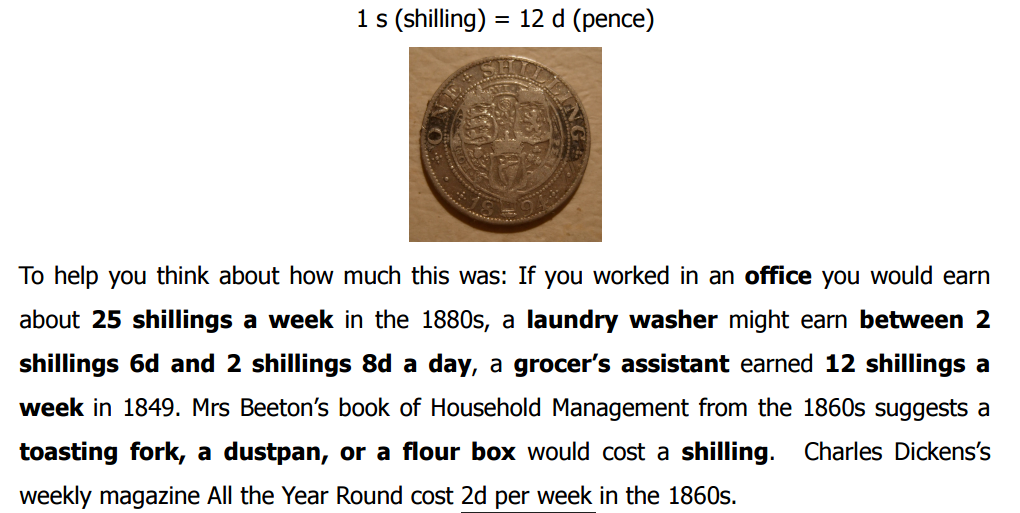 1 s (shilling) = 12 d (pence)
ONE SHILLING
1894
To help you think about how much this was: If you worked in an office you would earn
about 25 shillings a week in the 1880s, a laundry washer might earn between 2
shillings 6d and 2 shillings 8d a day, a grocer's assistant earned 12 shillings a
week in 1849. Mrs Beeton's book of Household Management from the 1860s suggests a
toasting fork, a dustpan, or a flour box would cost a shilling. Charles Dickens's
weekly magazine All the Year Round cost 2d per week in the 1860s.